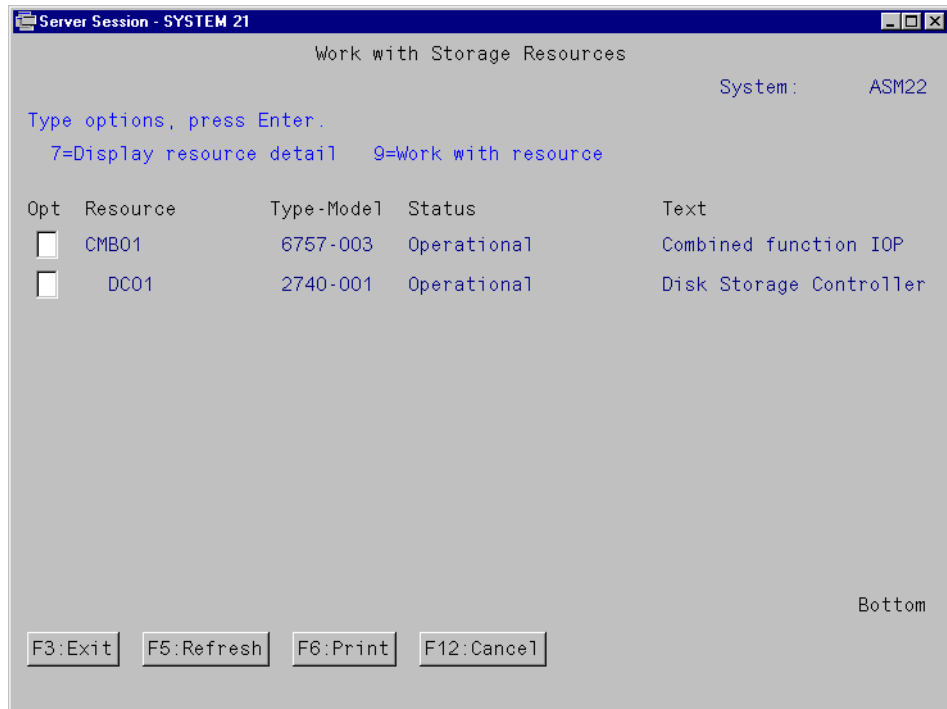 Server Session - SYSTEM 21
Work with Storage Resources
System: ASM22
Type options, press Enter.
7=Display resource detail 9=Work with resource
Opt Resource Type-Model Status Text
CMB01 6757-003 Operational Combined function IOP
DC01 2740-001 Operational Disk Storage Controller
Bottom
F3:Exit F5:Refresh F6:Print F12:Cancel